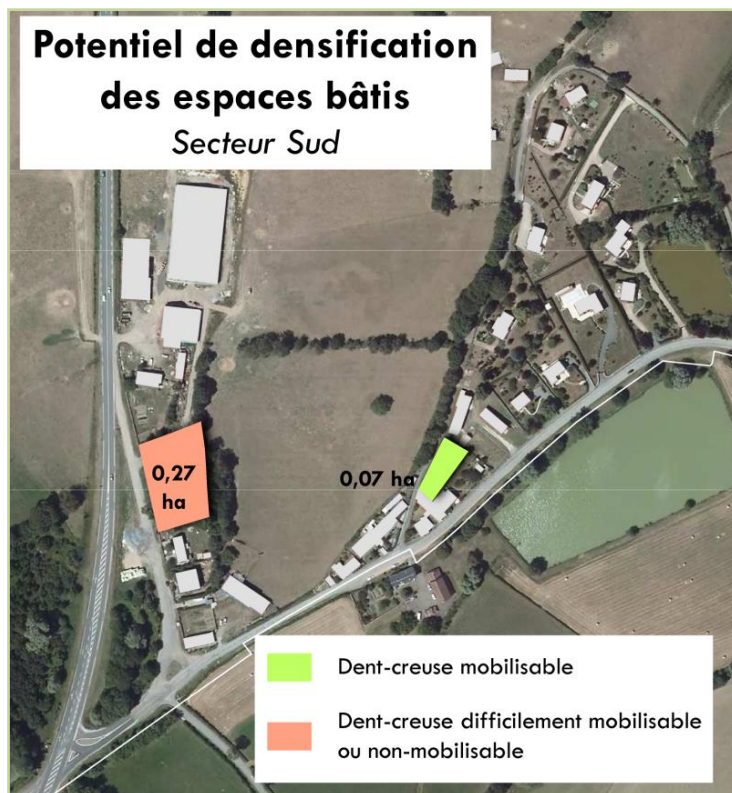 Potentiel de densification
des espaces bâtis
Secteur Sud
0,27
ha
0,07 ha
Dent-creuse mobilisable
Dent-creuse difficilement mobilisable
ou non-mobilisable